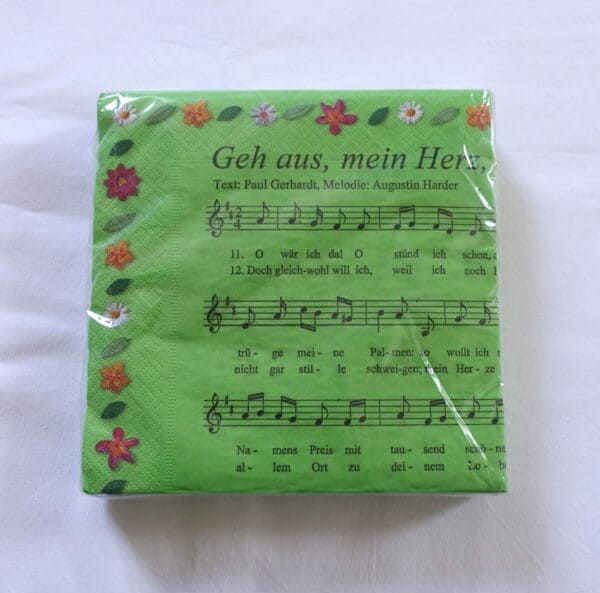 Geh aus, mein Herz,
Text: Paul Gerhardt, Melodie: Augustin Harder
2
4
11. O wär ich da! O stünd ich schon,
12. Doch gleich-wohl will ich, weil ich noch
trü - ge mei - ne Pal - men: so wollt ich
nicht gar stil - le schwei-gen; mein Her - ze
Na - mens Preis mit tau - send schö - ne
al - lem Ort zu dei - nem Lo -